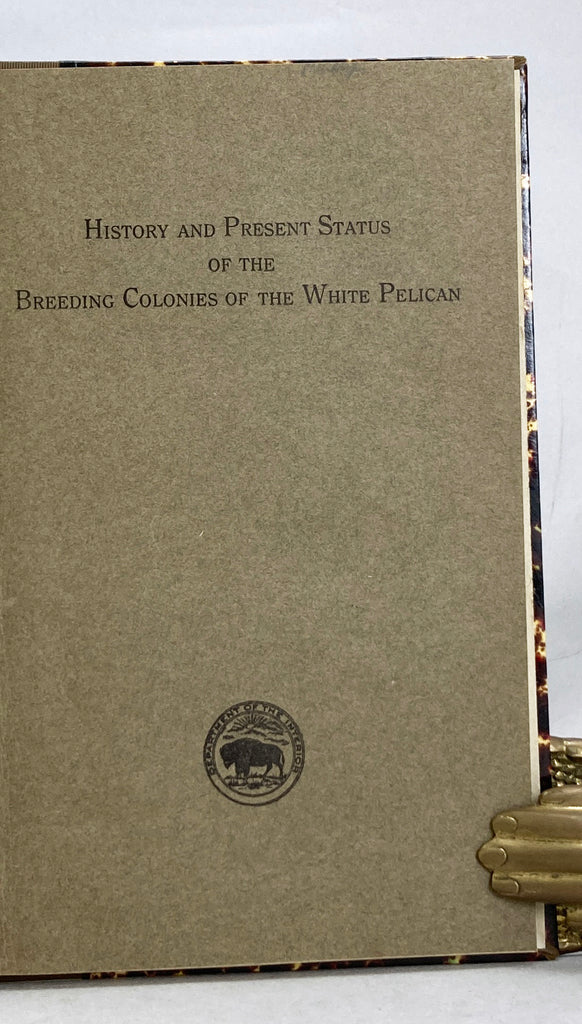 History and Present Status
of the
Breeding Colonies of the White Pelican
DEPARTMENT OF THE INTERIOR